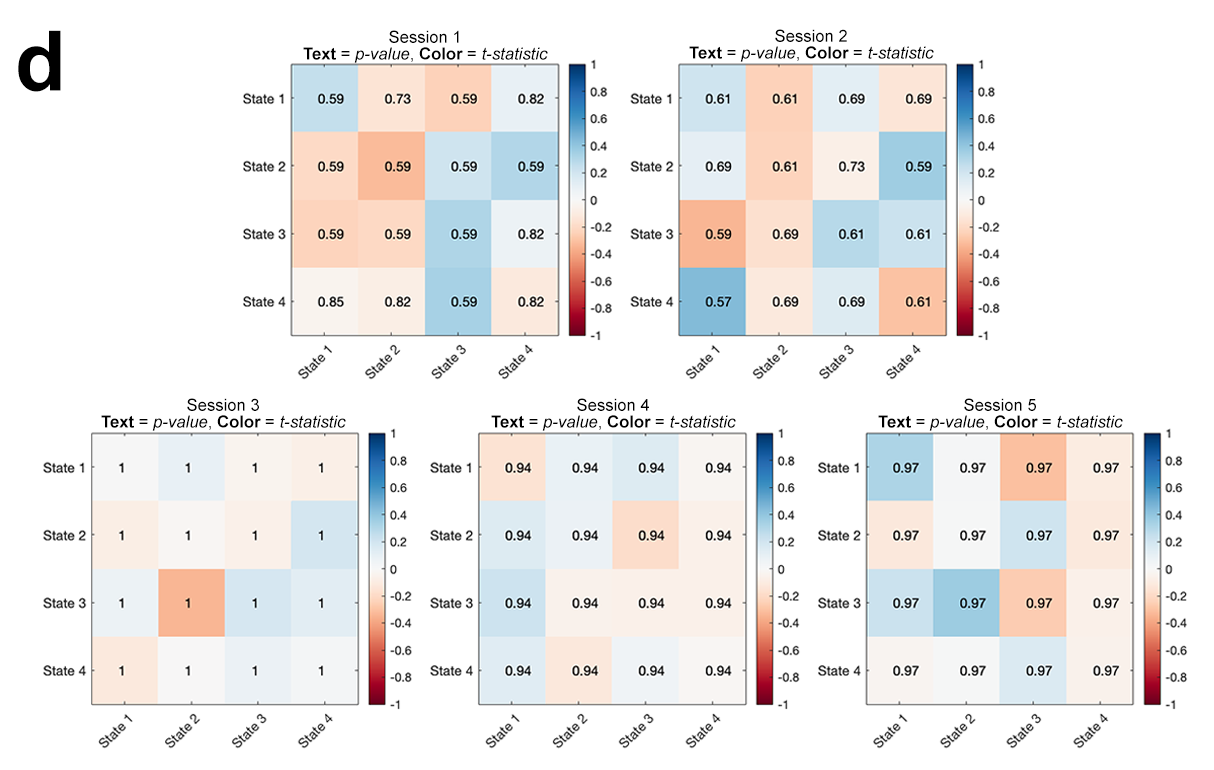 d
Session 1
Text = p-value, Color = t-statistic
State 1 0.59 0.73 0.59 0.82
State 2 0.59 0.59 0.59 0.59
State 3 0.59 0.59 0.59 0.82
State 4 0.85 0.82 0.59 0.82
State 1 State 2 State 3 State 4
1
0.8
0.6
0.4
0.2
0
-0.2
-0.4
-0.6
-0.8
-1
Session 2
Text = p-value, Color = t-statistic
State 1 0.61 0.61 0.69 0.69
State 2 0.69 0.61 0.73 0.59
State 3 0.59 0.69 0.61 0.61
State 4 0.57 0.69 0.69 0.61
State 1 State 2 State 3 State 4
1
0.8
0.6
0.4
0.2
0
-0.2
-0.4
-0.6
-0.8
-1
Session 3
Text = p-value, Color = t-statistic
State 1 1 1 1 1
State 2 1 1 1 1
State 3 1 1 1 1
State 4 1 1 1 1
State 1 State 2 State 3 State 4
1
0.8
0.6
0.4
0.2
0
-0.2
-0.4
-0.6
-0.8
-1
Session 4
Text = p-value, Color = t-statistic
State 1 0.94 0.94 0.94 0.94
State 2 0.94 0.94 0.94 0.94
State 3 0.94 0.94 0.94 0.94
State 4 0.94 0.94 0.94 0.94
State 1 State 2 State 3 State 4
1
0.8
0.6
0.4
0.2
0
-0.2
-0.4
-0.6
-0.8
-1
Session 5
Text = p-value, Color = t-statistic
State 1 0.97 0.97 0.97 0.97
State 2 0.97 0.97 0.97 0.97
State 3 0.97 0.97 0.97 0.97
State 4 0.97 0.97 0.97 0.97
State 1 State 2 State 3 State 4
1
0.8
0.6
0.4
0.2
0
-0.2
-0.4
-0.6
-0.8
-1